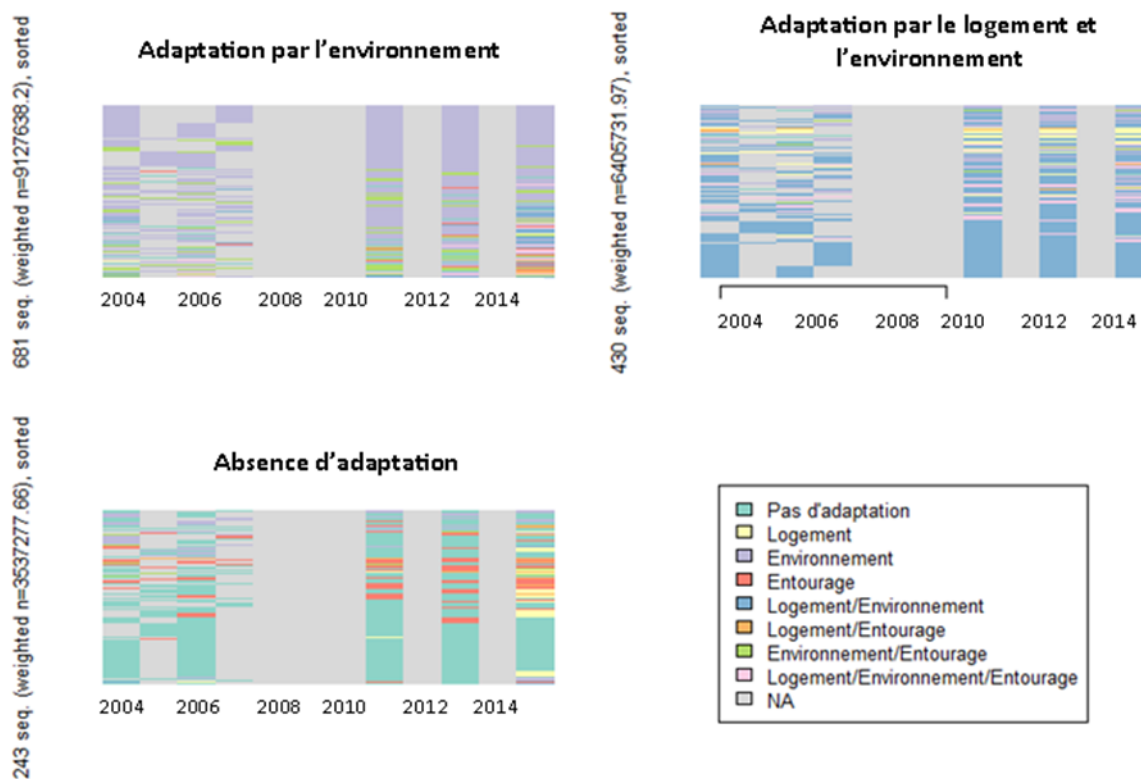 Adaptation par l'environnement
681 seq. (weighted n=9127638.2), sorted
2004 2006 2008 2010 2012 2014
Adaptation par le logement et
l'environnement
430 seq. (weighted n=6405731.97), sorted
2004 2006 2008 2010 2012 2014
Absence d'adaptation
243 seq. (weighted n=3537277.66), sorted
2004 2006 2008 2010 2012 2014
Pas d'adaptation
Logement
Environnement
Entourage
Logement/Environnement
Logement/Entourage
Environnement/Entourage
Logement/Environnement/Entourage
NA